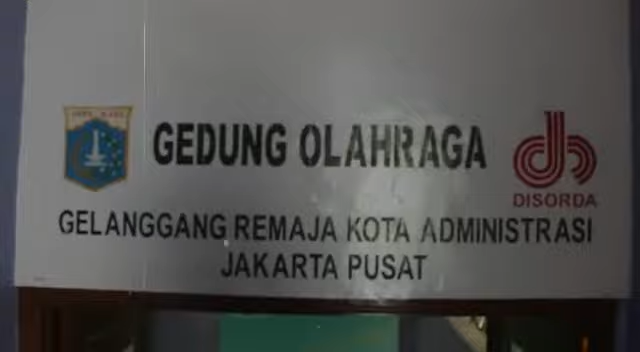 GEDUNG OLAHRAGA
DISORDA
GELANGGANG REMAJA KOTA ADMINISTRASI
JAKARTA PUSAT